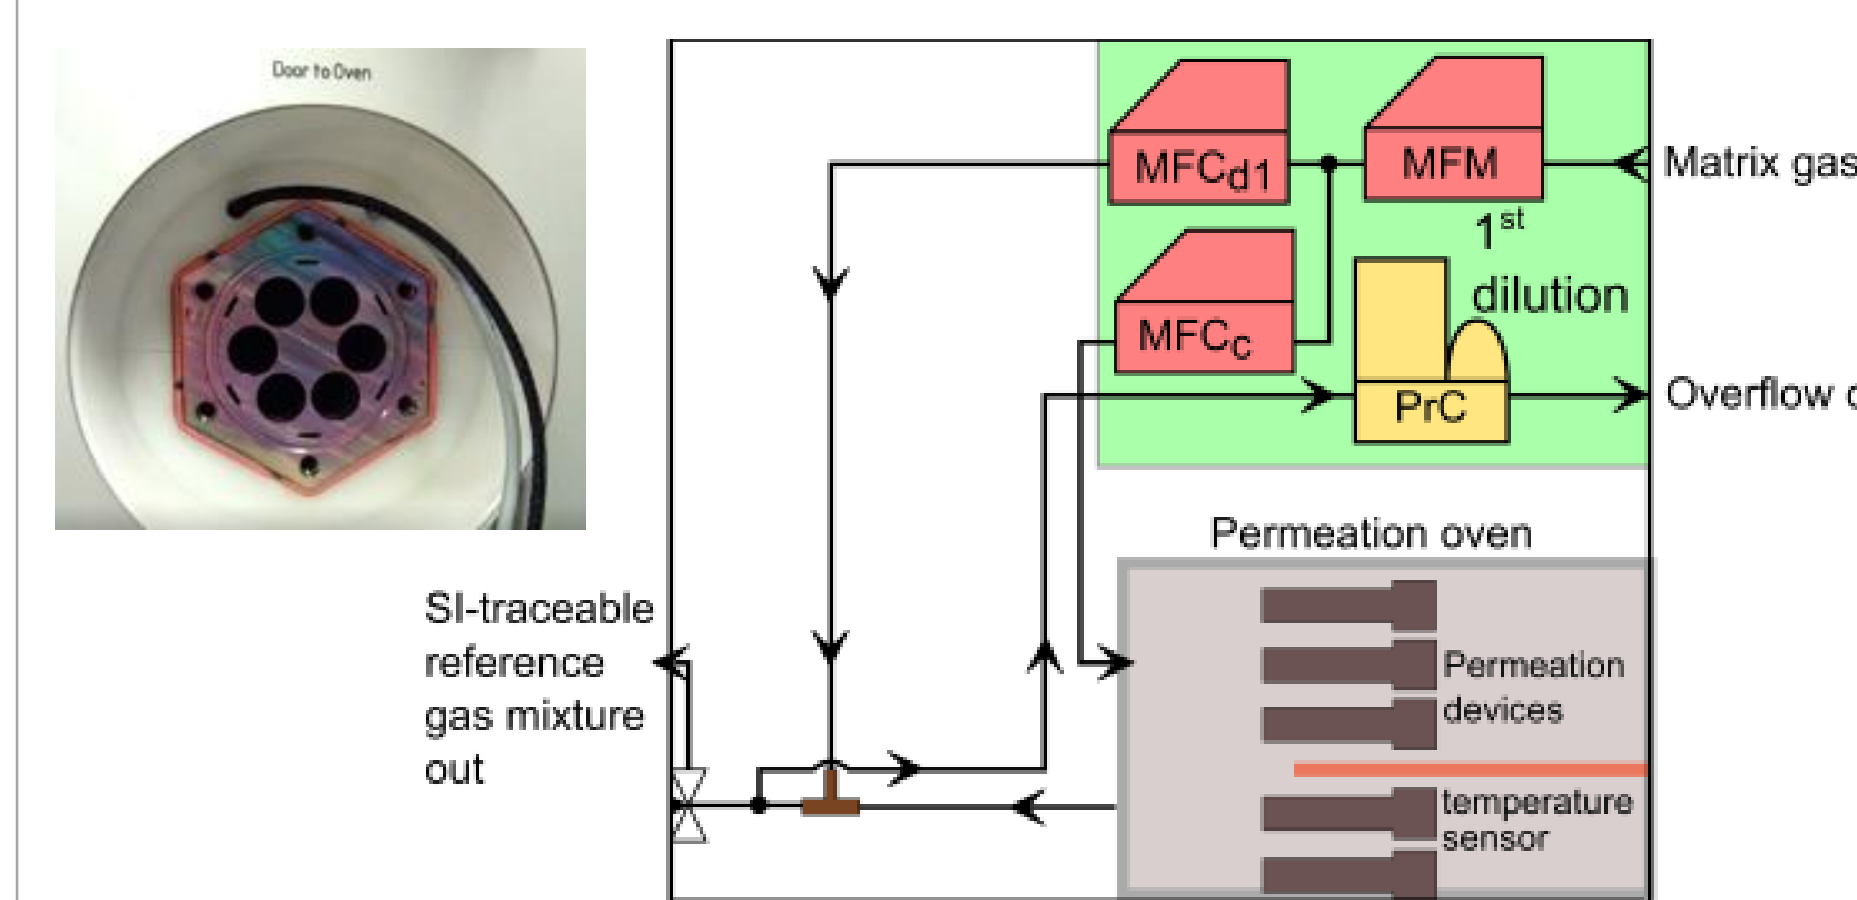 Door to Oven
MFCd1
MFM
Matrix gas
1st
dilution
MFCc
PrC
Overflow
Permeation oven
SI-traceable
reference
gas mixture
out
Permeation
devices
temperature
sensor